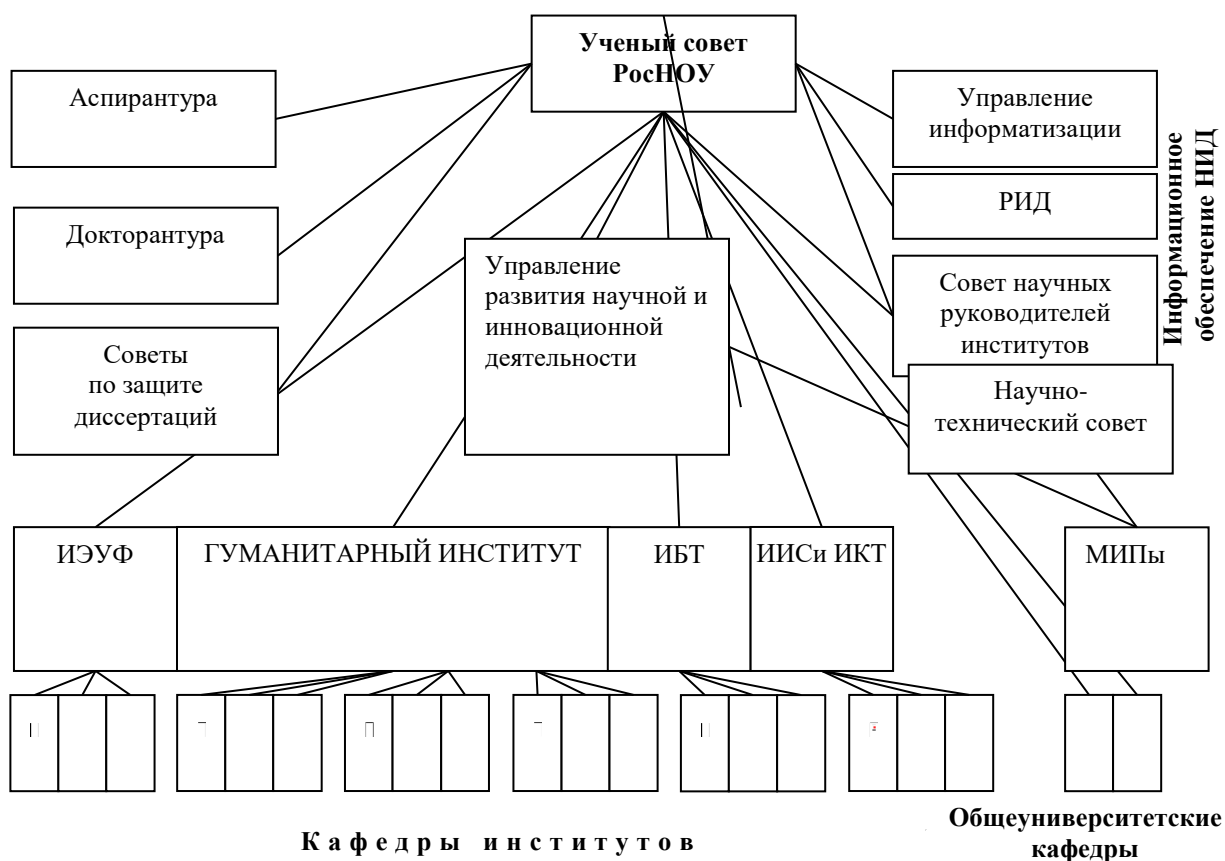 Ученый совет
РосНОУ
Аспирантура
Управление
информатизации
РИД
Докторантура
Управление
развития научной и
инновационной
деятельности
Совет научных
руководителей
институтов
Информационное
обеспечение НИД
Советы
по защите
диссертаций
Научно-
технический совет
ИЭУФ
ГУМАНИТАРНЫЙ ИНСТИТУТ
ИБТ
ИИСи ИКТ
МИПы
Кафедры институтов
Общеуниверситетские
кафедры